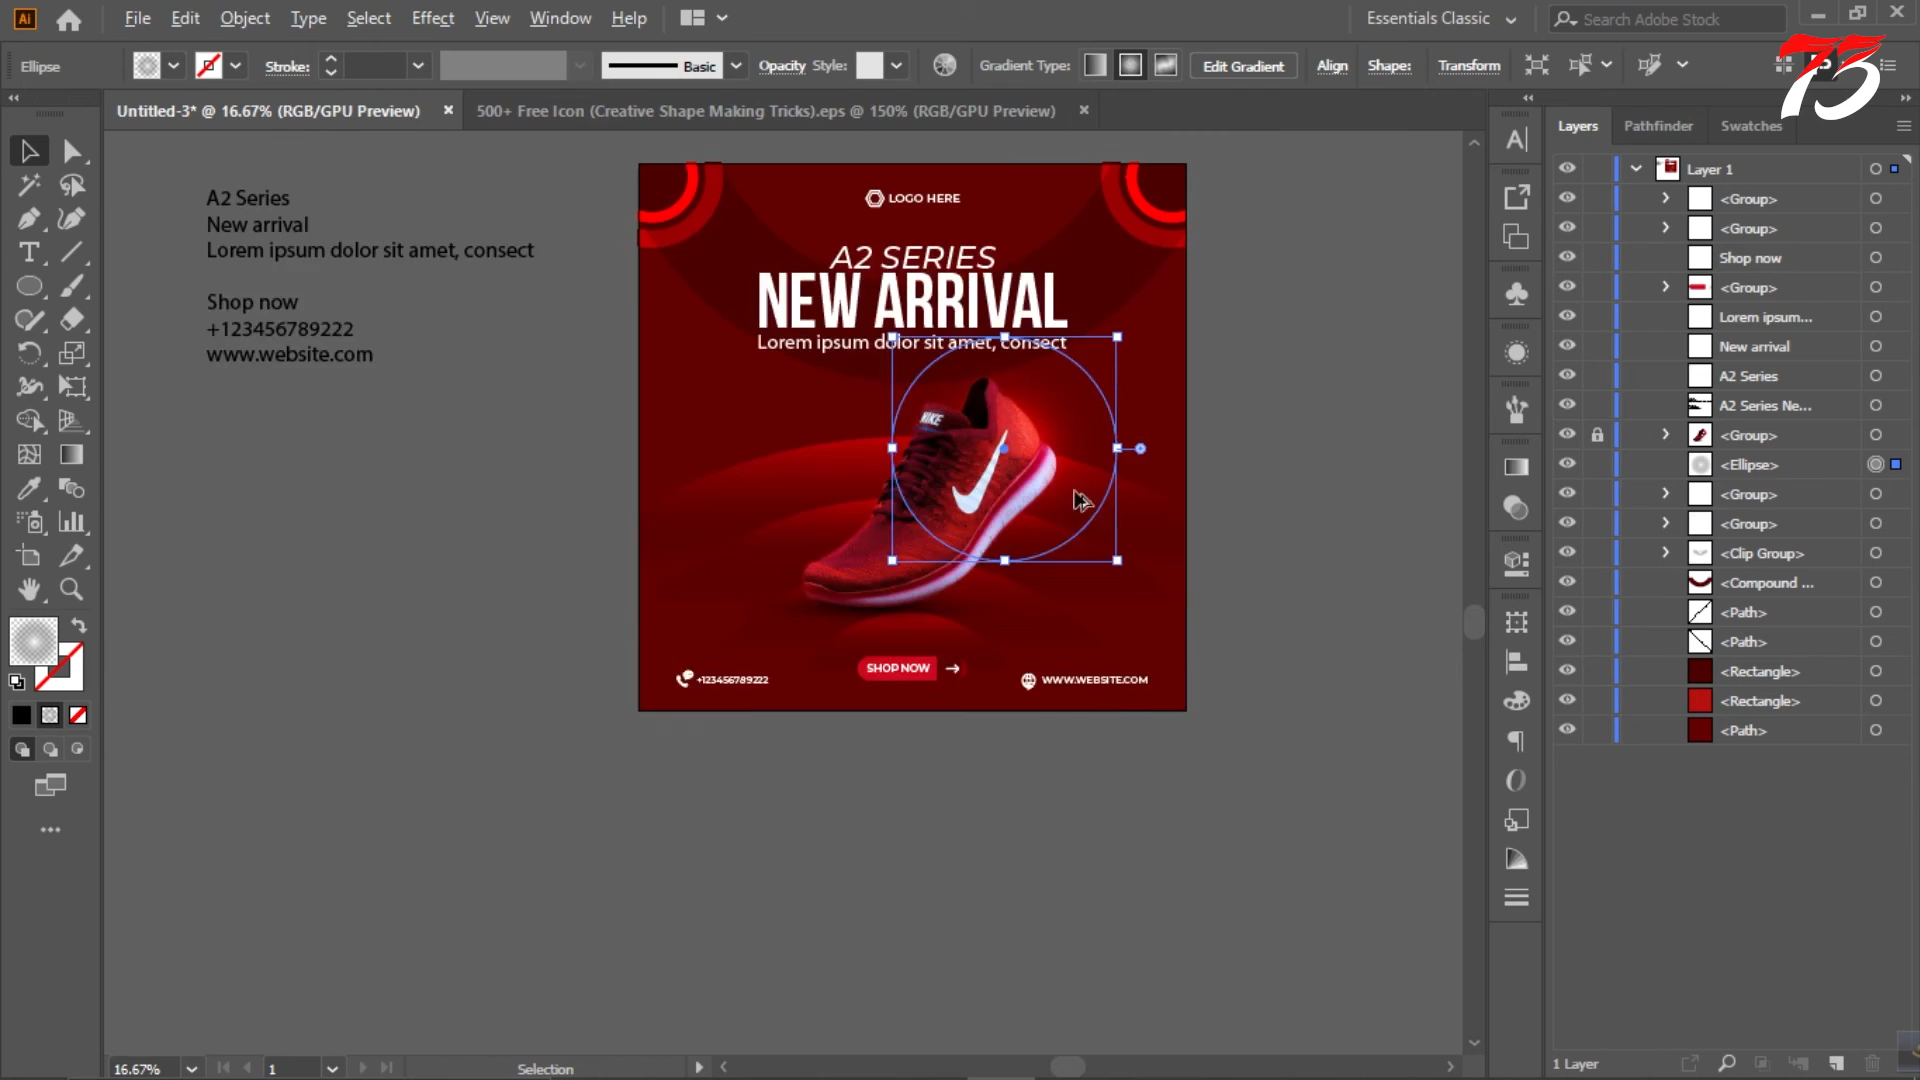 Ai File Edit Object Type Select Effect View Window Help Essentials Classic Search Adobe Stock
Ellipse Stroke: Basic Opacity Style: Gradient Type: Edit Gradient Align Shape: Transform
75
Untitled-3* @ 16.67% (RGB/GPU Preview) × 500+ Free Icon (Creative Shape Making Tricks).eps @ 150% (RGB/GPU Preview) ×
Layers Pathfinder Swatches
A2 Series
New arrival
Lorem ipsum dolor sit amet, consect
Shop now
+123456789222
www.website.com
LOGO HERE
A2 SERIES
NEW ARRIVAL
Lorem ipsum dolor sit amet, consect
NIKE
SHOP NOW
+123456789222
WWW.WEBSITE.COM
Layer 1
<Group>
<Group>
Shop now
<Group>
Lorem ipsum...
New arrival
A2 Series
A2 Series Ne...
<Group>
<Ellipse>
<Group>
<Group>
<Clip Group>
<Compound ...
<Path>
<Path>
<Rectangle>
<Rectangle>
<Path>
16.67% 1 Selection
1 Layer